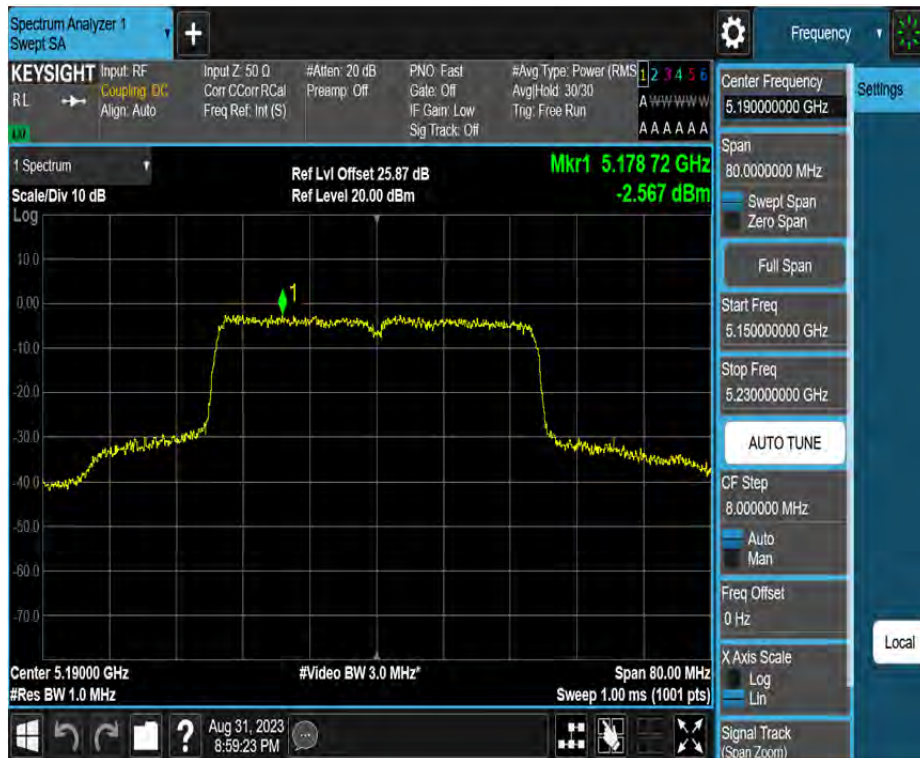 Spectrum Analyzer 1
Swept SA
+
Frequency
KEYSIGHT
RL
Input: RF
Coupling: DC
Align: Auto
Input Z: 50 Ω
Corr CCorr RCal
Freq Ref: Int (S)
#Atten: 20 dB
Preamp: Off
PNO: Fast
Gate: Off
IF Gain: Low
Sig Track: Off
#Avg Type: Power (RMS
Avg|Hold: 30/30
Trig: Free Run
1 2 3 4 5 6
A W W W W W
A A A A A A
LXI
1 Spectrum
Scale/Div 10 dB
Log
Ref Lvl Offset 25.87 dB
Ref Level 20.00 dBm
Mkr1 5.178 72 GHz
-2.567 dBm
10.0
0.00
-10.0
-20.0
-30.0
-40.0
-50.0
-60.0
-70.0
1
Center 5.19000 GHz
#Res BW 1.0 MHz
#Video BW 3.0 MHz*
Span 80.00 MHz
Sweep 1.00 ms (1001 pts)
?
Aug 31, 2023
8:59:23 PM
Center Frequency
5.190000000 GHz
Settings
Span
80.0000000 MHz
Swept Span
Zero Span
Full Span
Start Freq
5.150000000 GHz
Stop Freq
5.230000000 GHz
AUTO TUNE
CF Step
8.000000 MHz
Auto
Man
Freq Offset
0 Hz
X Axis Scale
Log
Lin
Local
Signal Track
(Span Zoom)